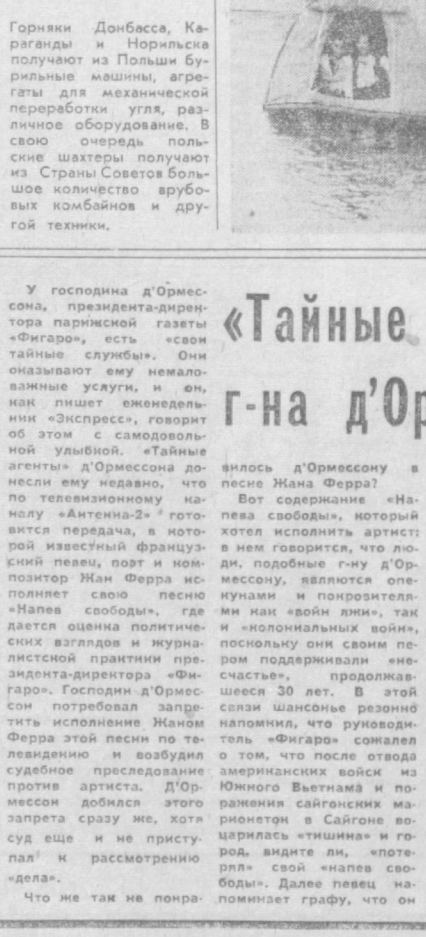 Горняки Донбасса, Ка-
раганды и Норильска
получают из Польши бу-
рильные машины, агре-
гаты для механической
переработки угля, раз-
личное оборудование. В
свою очередь поль-
ские шахтеры получают
из Страны Советов боль-
шое количество врубо-
вых комбайнов и дру-
гой техники.
«Тайные
г-на д'Ор
У господина д'Ормес-
сона, президента-дирек-
тора парижской газеты
«Фигаро», есть «свои
тайные службы». Они
оказывают ему немало-
важные услуги, и он,
как пишет еженедель-
ник «Экспресс», говорит
об этом с самодоволь-
ной улыбкой. «Тайные
агенты» д'Ормессона до-
несли ему недавно, что
по телевизионному ка-
налу «Антенна-2» гото-
вится передача, в кото-
рой известный француз-
ский певец, поэт и ком-
позитор Жан Ферра ис-
полняет свою песню
«Напев свободы», где
дается оценка политиче-
ских взглядов и журна-
листской практики пре-
зидента-директора «Фи-
гаро». Господин д'Ормес-
сон потребовал запре-
тить исполнение Жаном
Ферра этой песни по те-
левидению и возбудил
судебное преследование
против артиста. Д'Ор-
мессон добился этого
запрета сразу же, хотя
суд еще и не присту-
пал к рассмотрению
«дела».
Что же так не понра-
вилось д'Ормессону в
песне Жана Ферра?
Вот содержание «На-
пева свободы», который
хотел исполнить артист:
в нем говорится, что лю-
ди, подобные г-ну д'Ор-
мессону, являются опе-
кунами и покровителя-
ми как «войн лжи», так
и «колониальных войн»,
поскольку они своим пе-
ром поддерживали «не-
счастье», продолжав-
шееся 30 лет. В этой
связи шансонье резонно
напомнил, что руководи-
тель «Фигаро» сожалел
о том, что после отвода
американских войск из
Южного Вьетнама и по-
ражения сайгонских ма-
рионеток в Сайгоне во-
царилась «тишина» и го-
род, видите ли, «поте-
рял» свой «напев сво-
боды». Далее певец на-
поминает графу, что он